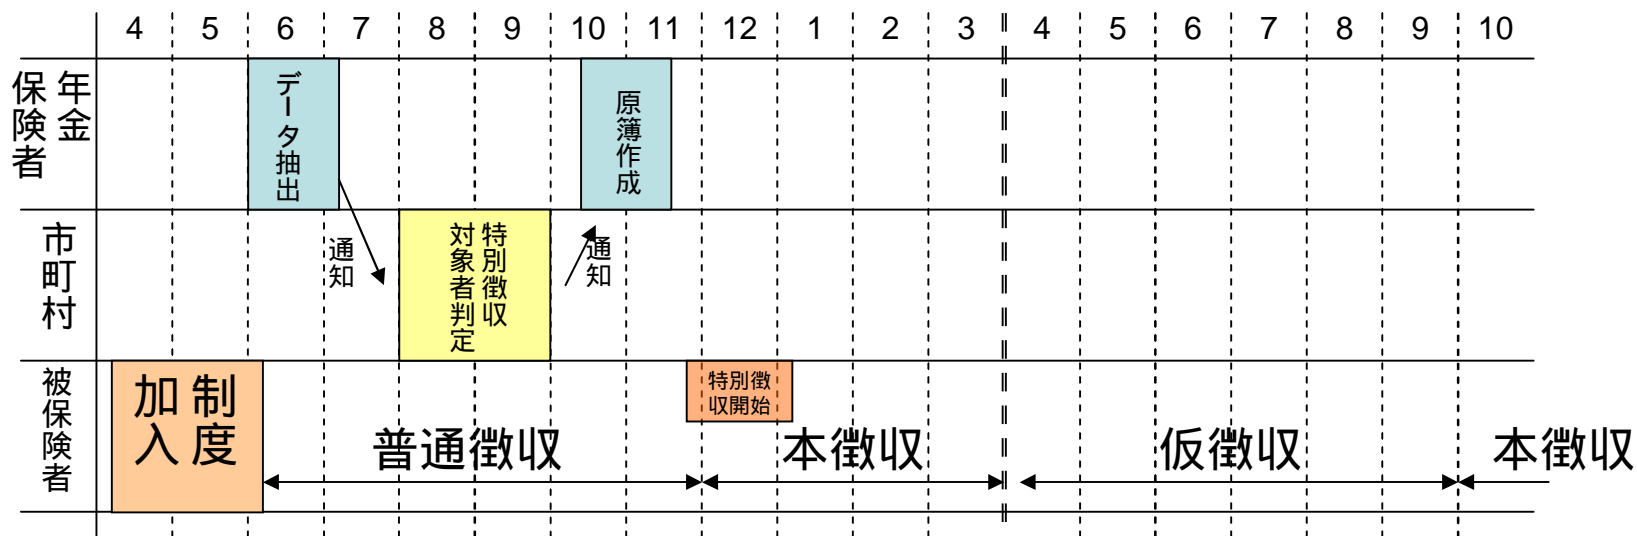 4 5 6 7 8 9 10 11 12 1 2 3 4 5 6 7 8 9 10
年金
保険者
データ抽出
原簿作成
市町村
通知
特別徴収
対象者判定
通知
被保険者
制度
加入
特別徴
収開始
普通徴収
本徴収
仮徴収
本徴収